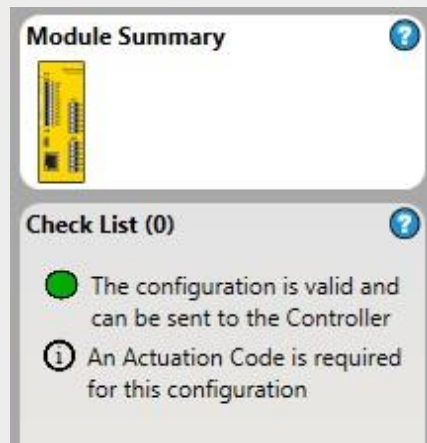 Module Summary
?
Check List (0)
?
The configuration is valid and
can be sent to the Controller
i An Actuation Code is required
for this configuration